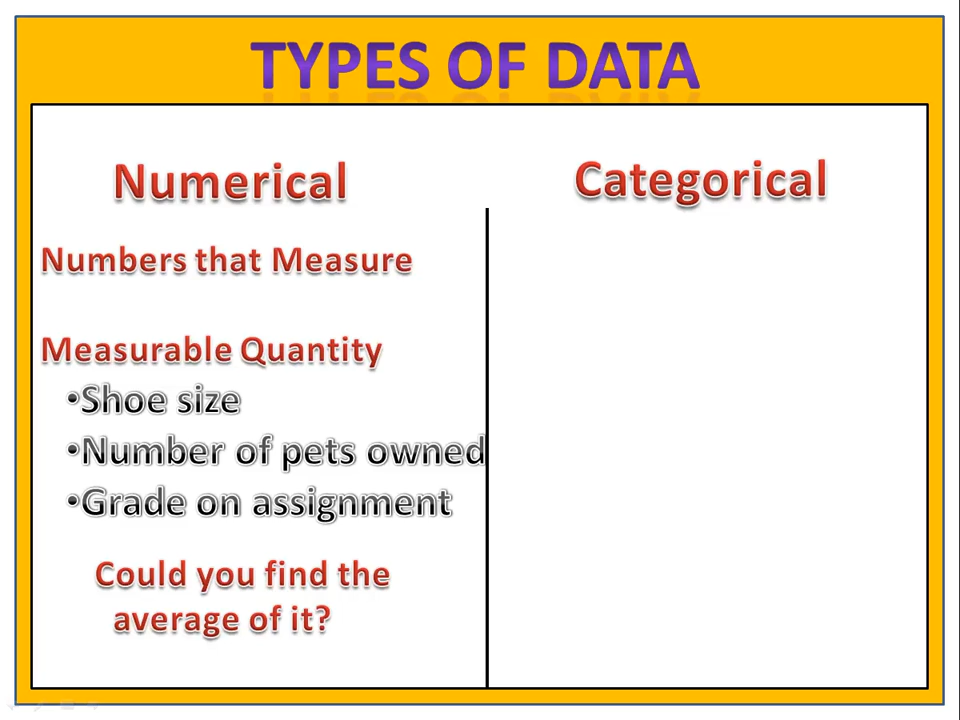 TYPES OF DATA
Numerical
Categorical
Numbers that Measure
Measurable Quantity
•Shoe size
•Number of pets owned
•Grade on assignment
Could you find the
average of it?